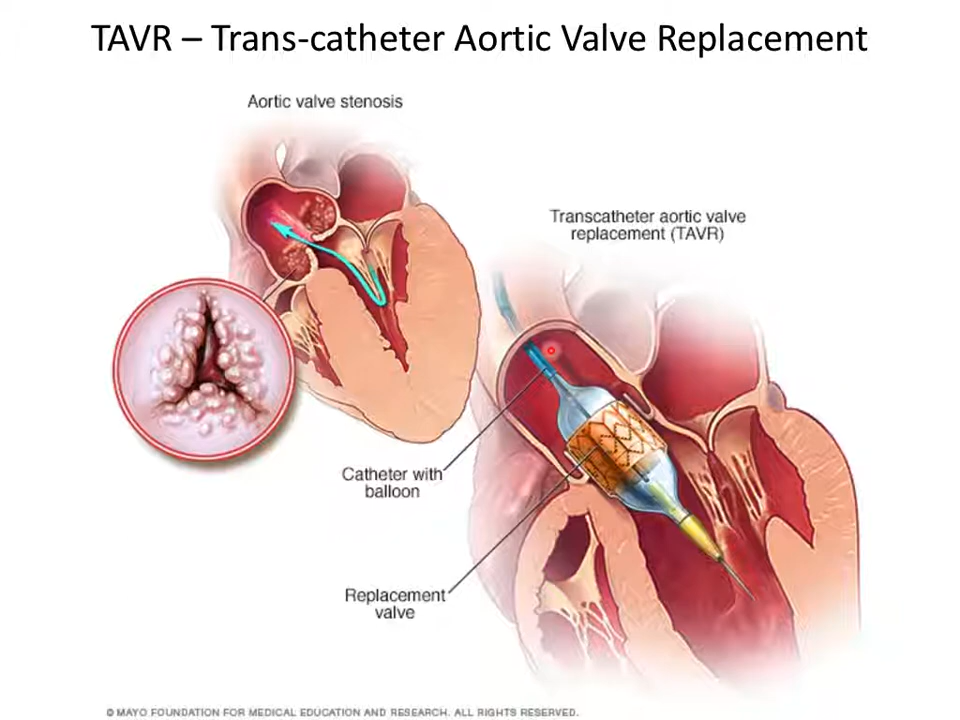 TAVR – Trans-catheter Aortic Valve Replacement
Aortic valve stenosis
Transcatheter aortic valve
replacement (TAVR)
Catheter with
balloon
Replacement
valve
© MAYO FOUNDATION FOR MEDICAL EDUCATION AND RESEARCH. ALL RIGHTS RESERVED.